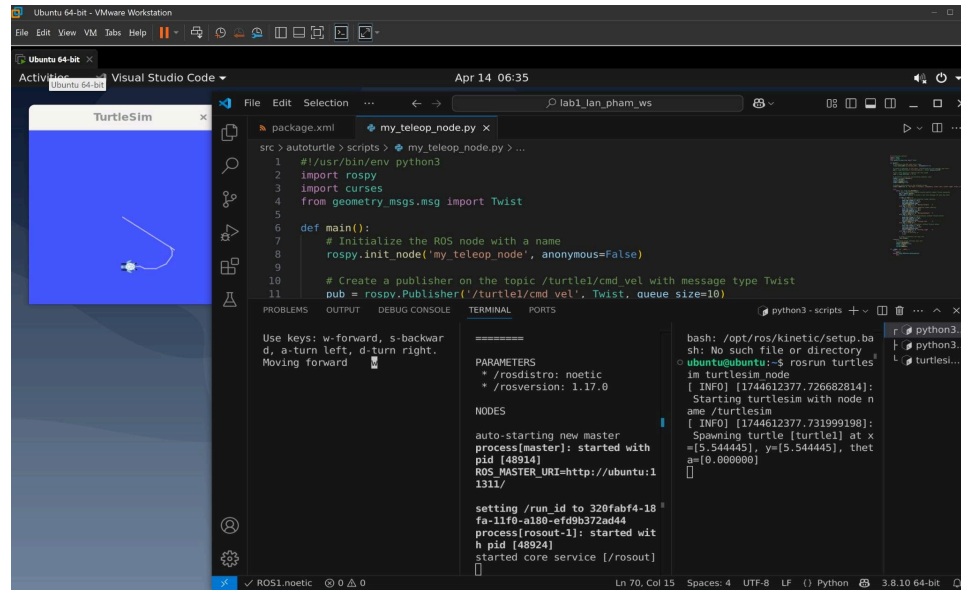 Ubuntu 64-bit - VMware Workstation
File Edit View VM Tabs Help
Ubuntu 64-bit
Activities Visual Studio Code Apr 14 06:35
Ubuntu 64-bit
TurtleSim
File Edit Selection ··· lab1_lan_pham_ws
package.xml my_teleop_node.py
src > autoturtle > scripts > my_teleop_node.py > ...
1 #!/usr/bin/env python3
2 import rospy
3 import curses
4 from geometry_msgs.msg import Twist
5
6 def main():
7 # Initialize the ROS node with a name
8 rospy.init_node('my_teleop_node', anonymous=False)
9
10 # Create a publisher on the topic /turtle1/cmd_vel with message type Twist
11 pub = rospy.Publisher('/turtle1/cmd_vel', Twist, queue_size=10)
PROBLEMS OUTPUT DEBUG CONSOLE TERMINAL PORTS python3 - scripts
Use keys: w-forward, s-backwar
d, a-turn left, d-turn right.
Moving forward w
========
PARAMETERS
* /rosdistro: noetic
* /rosversion: 1.17.0
NODES
auto-starting new master
process[master]: started with
pid [48914]
ROS_MASTER_URI=http://ubuntu:1
1311/
setting /run_id to 320fabf4-18
fa-11f0-a180-efd9b372ad44
process[rosout-1]: started wit
h pid [48924]
started core service [/rosout]
bash: /opt/ros/kinetic/setup.ba
sh: No such file or directory
ubuntu@ubuntu:~$ rosrun turtles
im turtlesim_node
[ INFO] [1744612377.726682814]:
Starting turtlesim with node n
ame /turtlesim
[ INFO] [1744612377.731999198]:
Spawning turtle [turtle1] at x
=[5.544445], y=[5.544445], thet
a=[0.000000]
python3...
python3...
turtlesi...
ROS1.noetic 0 0 Ln 70, Col 15 Spaces: 4 UTF-8 LF {} Python 3.8.10 64-bit